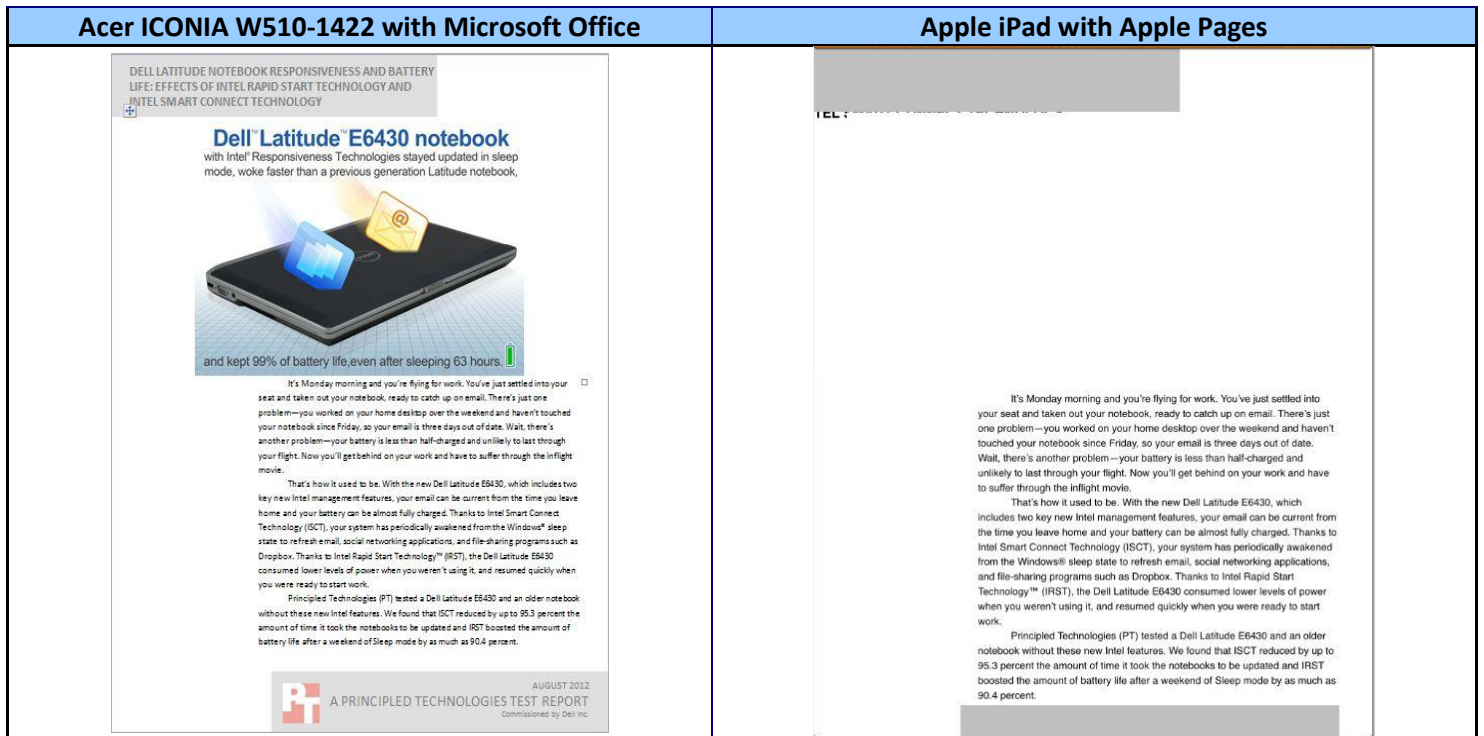 Acer ICONIA W510-1422 with Microsoft Office
Apple iPad with Apple Pages
DELL LATITUDE NOTEBOOK RESPONSIVENESS AND BATTERY
LIFE: EFFECTS OF INTEL RAPID START TECHNOLOGY AND
INTEL SMART CONNECT TECHNOLOGY
Dell™ Latitude™ E6430 notebook
with Intel® Responsiveness Technologies stayed updated in sleep
mode, woke faster than a previous generation Latitude notebook,
@
and kept 99% of battery life, even after sleeping 63 hours.
It's Monday morning and you're flying for work. You've just settled into your
seat and taken out your notebook, ready to catch up on email. There's just one
problem—you worked on your home desktop over the weekend and haven't touched
your notebook since Friday, so your email is three days out of date. Wait, there's
another problem—your battery is less than half-charged and unlikely to last through
your flight. Now you'll get behind on your work and have to suffer through the inflight
movie.
That's how it used to be. With the new Dell Latitude E6430, which includes two
key new Intel management features, your email can be current from the time you leave
home and your battery can be almost fully charged. Thanks to Intel Smart Connect
Technology (ISCT), your system has periodically awakened from the Windows® sleep
state to refresh email, social networking applications, and file-sharing programs such as
Dropbox. Thanks to Intel Rapid Start Technology™ (IRST), the Dell Latitude E6430
consumed lower levels of power when you weren't using it, and resumed quickly when
you were ready to start work.
Principled Technologies (PT) tested a Dell Latitude E6430 and an older notebook
without these new Intel features. We found that ISCT reduced by up to 95.3 percent the
amount of time it took the notebooks to be updated and IRST boosted the amount of
battery life after a weekend of Sleep mode by as much as 90.4 percent.
PT
AUGUST 2012
A PRINCIPLED TECHNOLOGIES TEST REPORT
Commissioned by Dell Inc.
It's Monday morning and you're flying for work. You've just settled into
your seat and taken out your notebook, ready to catch up on email. There's just
one problem—you worked on your home desktop over the weekend and haven't
touched your notebook since Friday, so your email is three days out of date.
Wait, there's another problem—your battery is less than half-charged and
unlikely to last through your flight. Now you'll get behind on your work and have
to suffer through the inflight movie.
That's how it used to be. With the new Dell Latitude E6430, which
includes two key new Intel management features, your email can be current from
the time you leave home and your battery can be almost fully charged. Thanks to
Intel Smart Connect Technology (ISCT), your system has periodically awakened
from the Windows® sleep state to refresh email, social networking applications,
and file-sharing programs such as Dropbox. Thanks to Intel Rapid Start
Technology™ (IRST), the Dell Latitude E6430 consumed lower levels of power
when you weren't using it, and resumed quickly when you were ready to start
work.
Principled Technologies (PT) tested a Dell Latitude E6430 and an older
notebook without these new Intel features. We found that ISCT reduced by up to
95.3 percent the amount of time it took the notebooks to be updated and IRST
boosted the amount of battery life after a weekend of Sleep mode by as much as
90.4 percent.